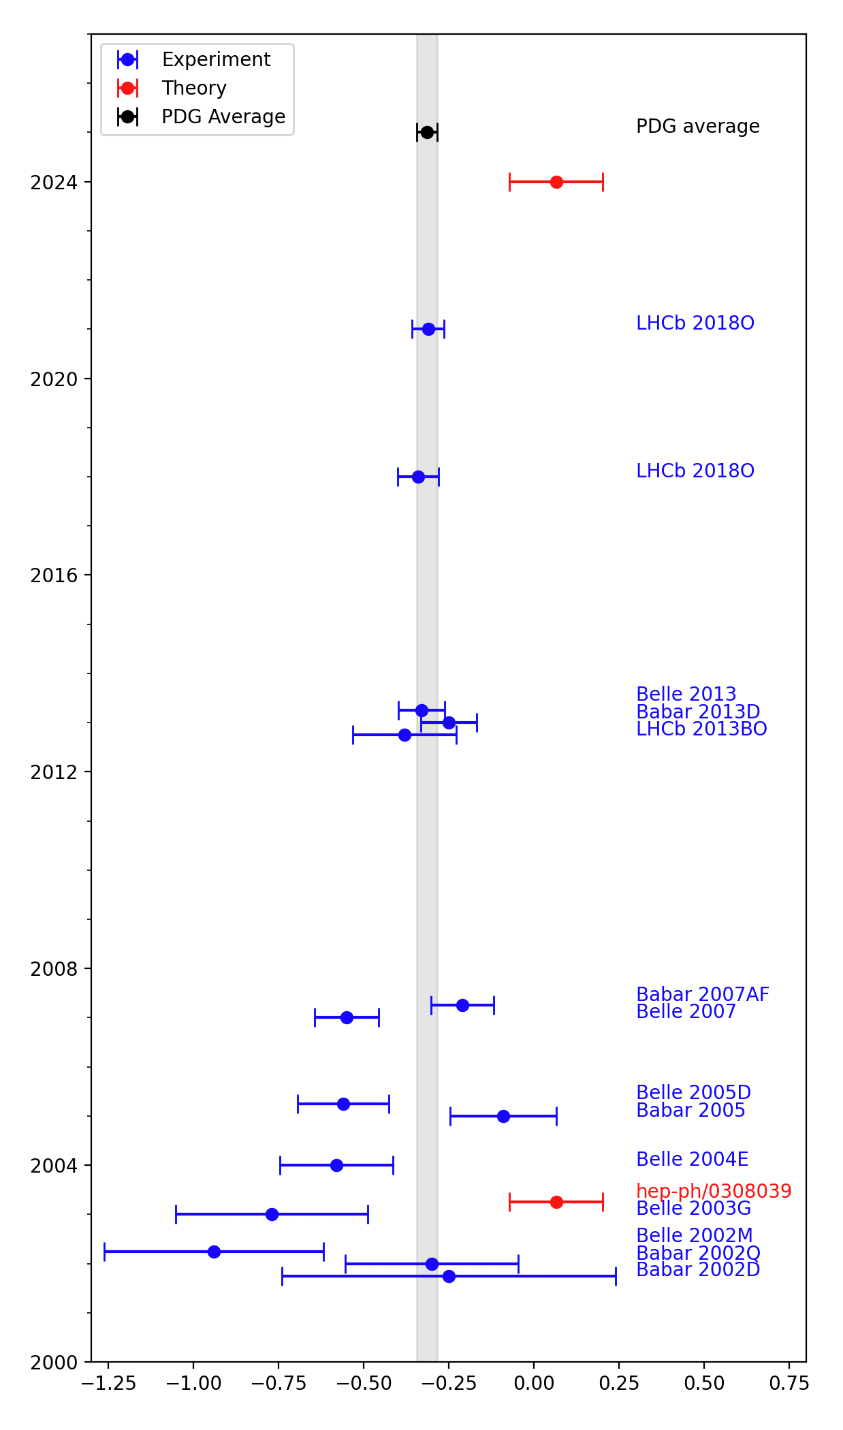 Experiment
Theory
PDG Average
PDG average
2024
LHCb 2018O
2020
LHCb 2018O
2016
Belle 2013
Babar 2013D
LHCb 2013BO
2012
2008
Babar 2007AF
Belle 2007
Belle 2005D
Babar 2005
2004
Belle 2004E
hep-ph/0308039
Belle 2003G
Belle 2002M
Babar 2002Q
Babar 2002D
2000
−1.25 −1.00 −0.75 −0.50 −0.25 0.00 0.25 0.50 0.75